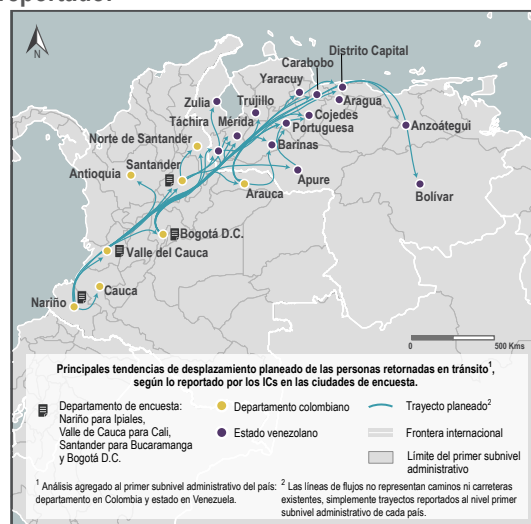 reportado.
N
Distrito Capital
Carabobo
Yaracuy
Zulia
Trujillo
Aragua
Cojedes
Táchira
Mérida
Portuguesa
Anzoátegui
Norte de Santander
Barinas
Santander
Antioquia
Apure
Arauca
Bolívar
Bogotá D.C.
Valle del Cauca
Cauca
Nariño
0
500 Kms
Principales tendencias de desplazamiento planeado de las personas retornadas en tránsito¹,
según lo reportado por los ICs en las ciudades de encuesta.
Departamento de encuesta:
Nariño para Ipiales,
Valle de Cauca para Cali,
Santander para Bucaramanga
y Bogotá D.C.
Departamento colombiano
Estado venezolano
Trayecto planeado²
Frontera internacional
Límite del primer subnivel
administrativo
¹ Análisis agregado al primer subnivel administrativo del país:
departamento en Colombia y estado en Venezuela.
² Las líneas de flujos no representan caminos ni carreteras
existentes, simplemente trayectos reportados al nivel primer
subnivel administrativo de cada país.